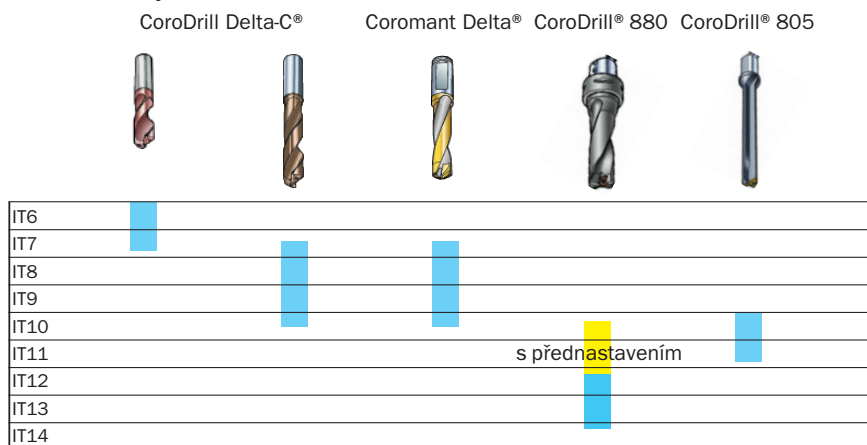 CoroDrill Delta-C® Coromant Delta® CoroDrill® 880 CoroDrill® 805
IT6
IT7
IT8
IT9
IT10
IT11 s přednastavením
IT12
IT13
IT14